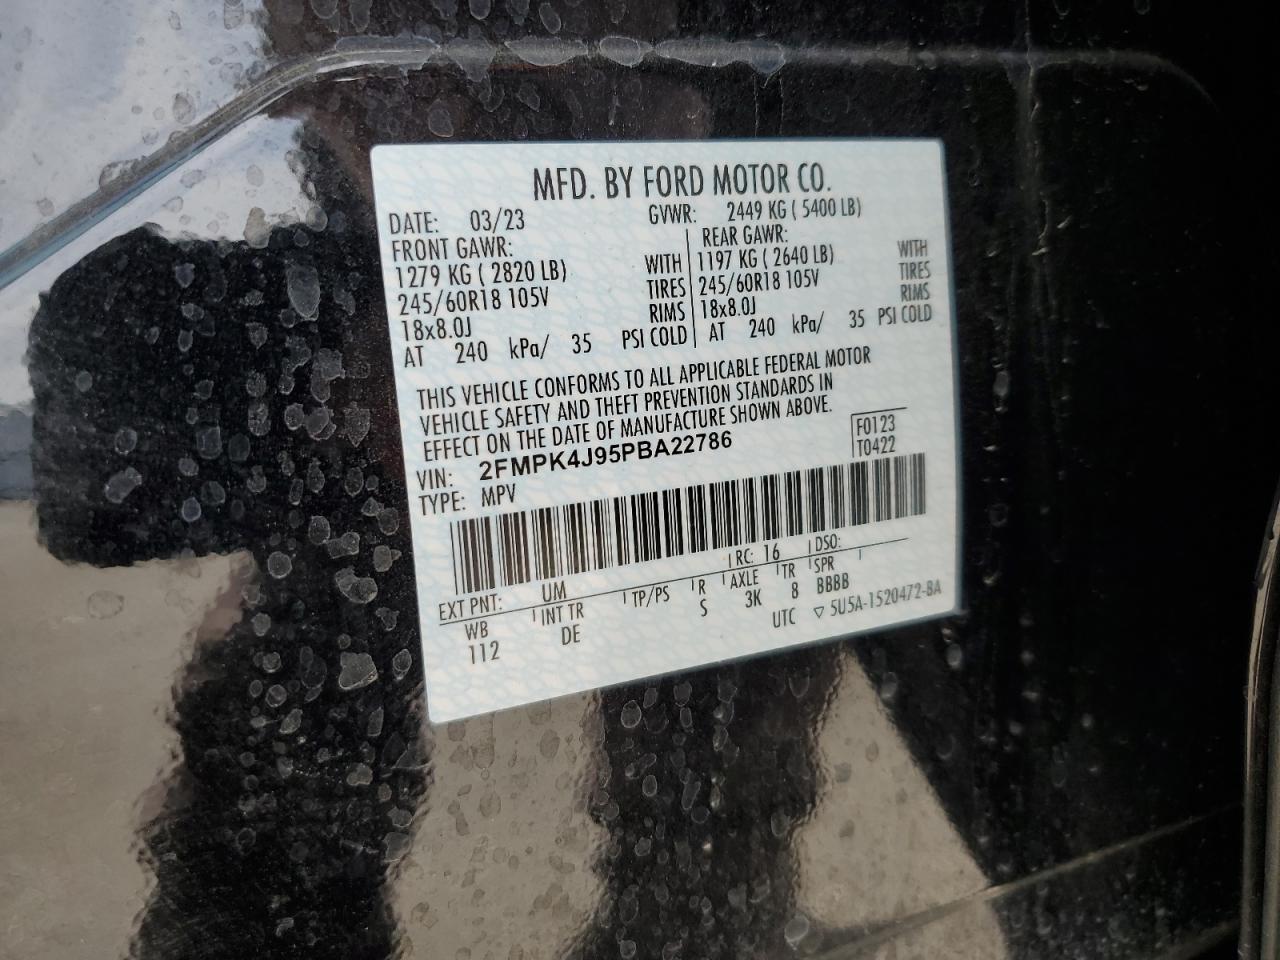 MFD. BY FORD MOTOR CO.
DATE: 03/23 GVWR: 2449 KG ( 5400 LB)
FRONT GAWR: REAR GAWR:
1279 KG ( 2820 LB) WITH 1197 KG ( 2640 LB) WITH
245/60R18 105V TIRES 245/60R18 105V TIRES
18x8.0J RIMS 18x8.0J RIMS
AT 240 kPa/ 35 PSI COLD AT 240 kPa/ 35 PSI COLD
THIS VEHICLE CONFORMS TO ALL APPLICABLE FEDERAL MOTOR
VEHICLE SAFETY AND THEFT PREVENTION STANDARDS IN
EFFECT ON THE DATE OF MANUFACTURE SHOWN ABOVE.
VIN: 2FMPK4J95PBA22786 F0123
TYPE: MPV T0422
EXT PNT: UM RC: 16 DSO:
WB INT TR TP/PS R AXLE TR SPR
112 DE S 3K 8 BBBB
UTC ▽ 5U5A-1520472-BA